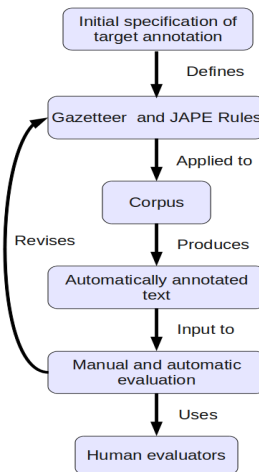 Initial specification of
target annotation
Defines
Gazetteer and JAPE Rules
Applied to
Corpus
Produces
Revises
Automatically annotated
text
Input to
Manual and automatic
evaluation
Uses
Human evaluators